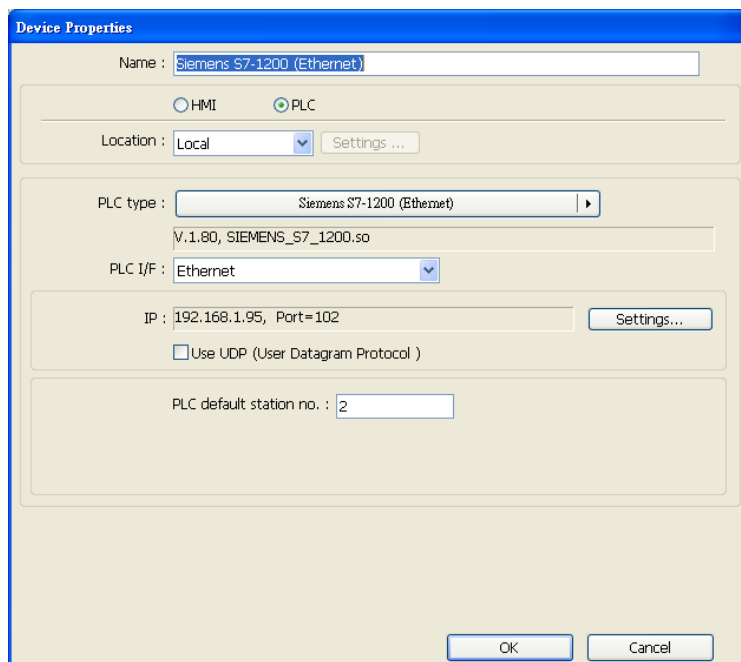 Device Properties
Name : Siemens S7-1200 (Ethernet)
HMI PLC
Location : Local Settings ...
PLC type : Siemens S7-1200 (Ethernet)
V.1.80, SIEMENS_S7_1200.so
PLC I/F : Ethernet
IP : 192.168.1.95, Port=102 Settings...
Use UDP (User Datagram Protocol )
PLC default station no. : 2
OK Cancel